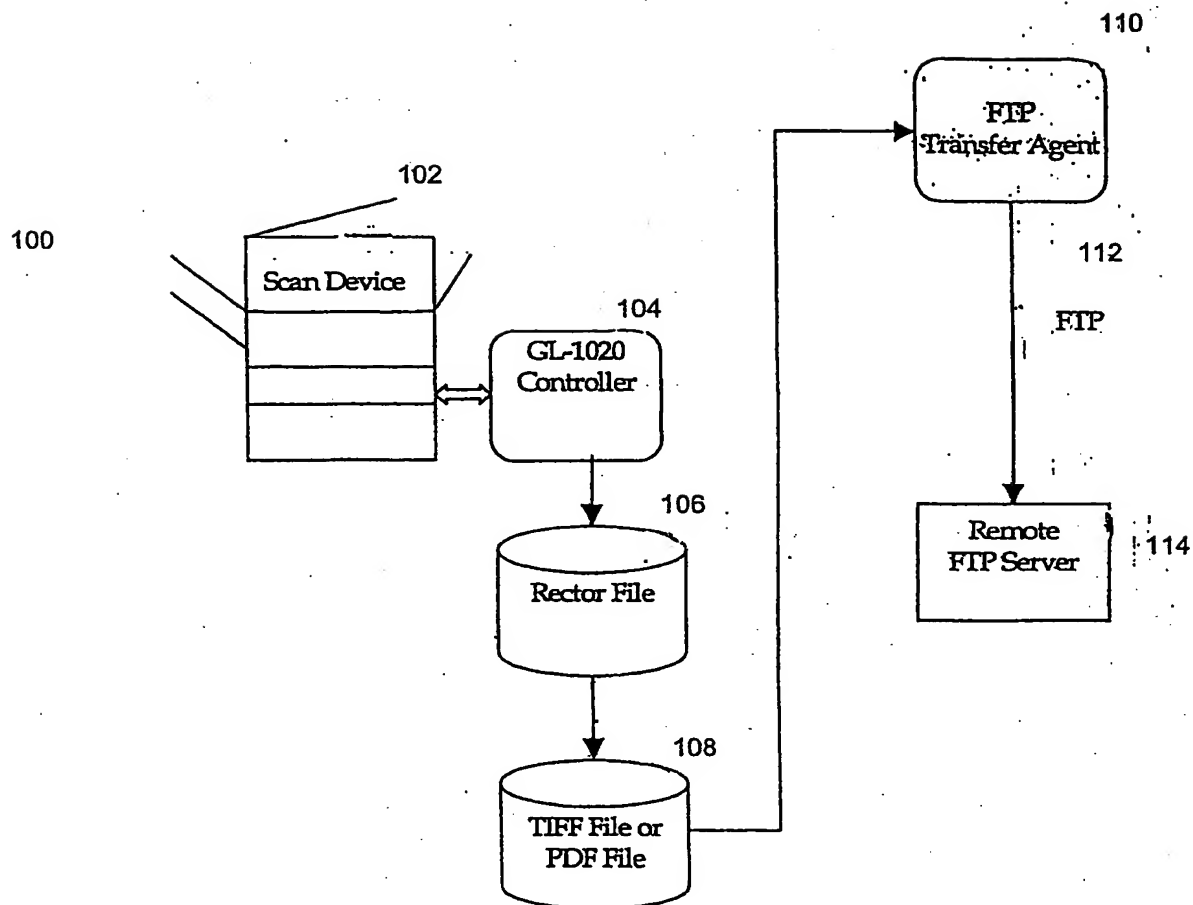 110
FTP
Transfer Agent
102
100
Scan Device
112
104
FTP
GL-1020
Controller
106
Remote
FTP Server
114
Rector File
108
TIFF File or
PDF File